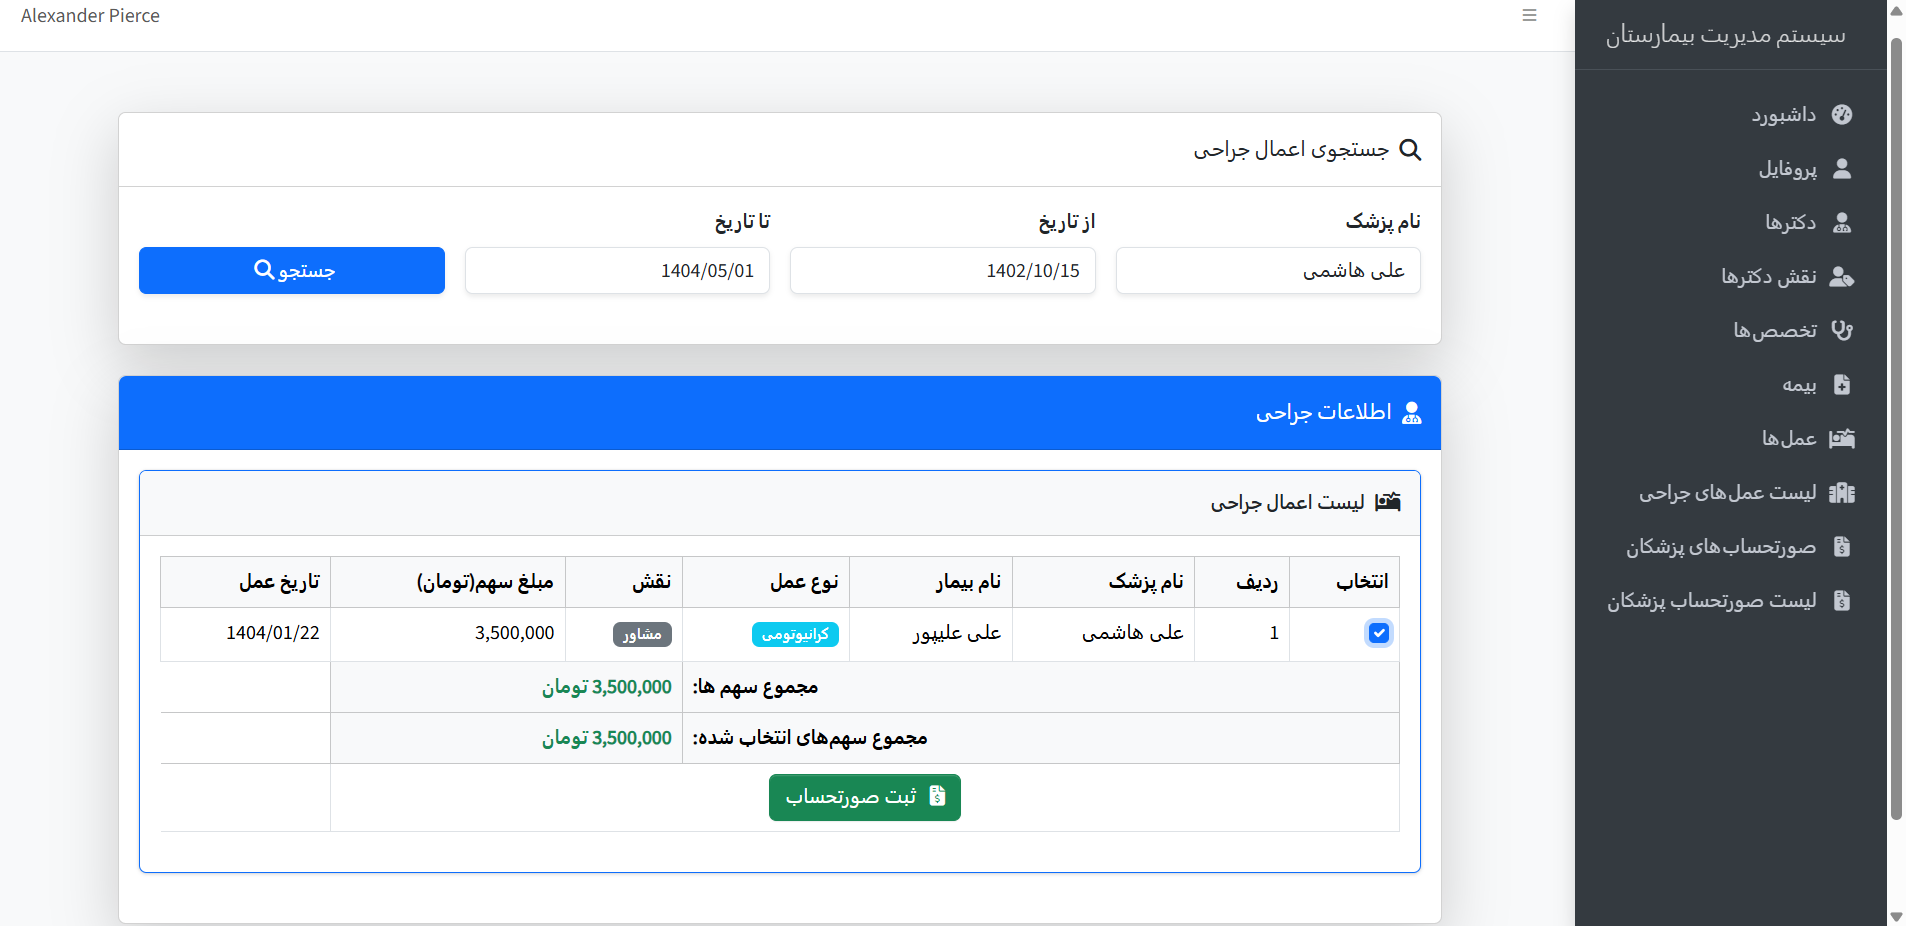 Alexander Pierce
سیستم مدیریت بیمارستان
داشبورد
پروفایل
دکترها
نقش دکترها
تخصص‌ها
بیمه
عمل‌ها
لیست عمل‌های جراحی
صورتحساب‌های پزشکان
لیست صورتحساب پزشکان
جستجوی اعمال جراحی
نام پزشک از تاریخ تا تاریخ
علی هاشمی 1402/10/15 1404/05/01 جستجو
اطلاعات جراحی
لیست اعمال جراحی
انتخاب ردیف نام پزشک نام بیمار نوع عمل نقش مبلغ سهم(تومان) تاریخ عمل
1 علی هاشمی علی علیپور کرانیوتومی مشاور 3,500,000 1404/01/22
مجموع سهم ها: 3,500,000 تومان
مجموع سهم‌های انتخاب شده: 3,500,000 تومان
ثبت صورتحساب